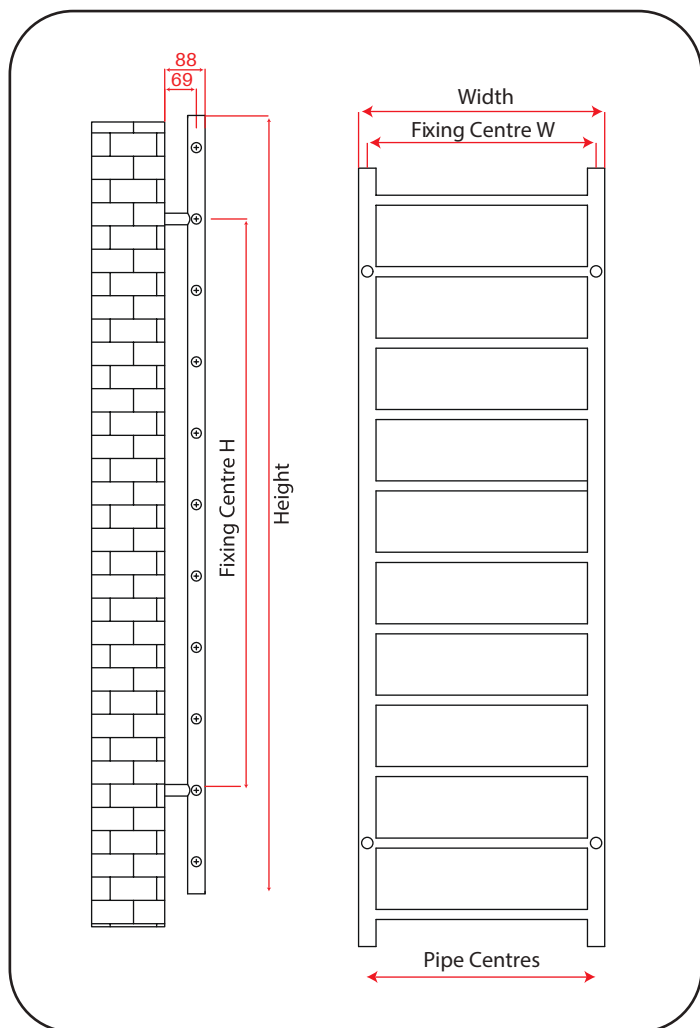 88
69
Width
Fixing Centre W
Fixing Centre H
Height
Pipe Centres